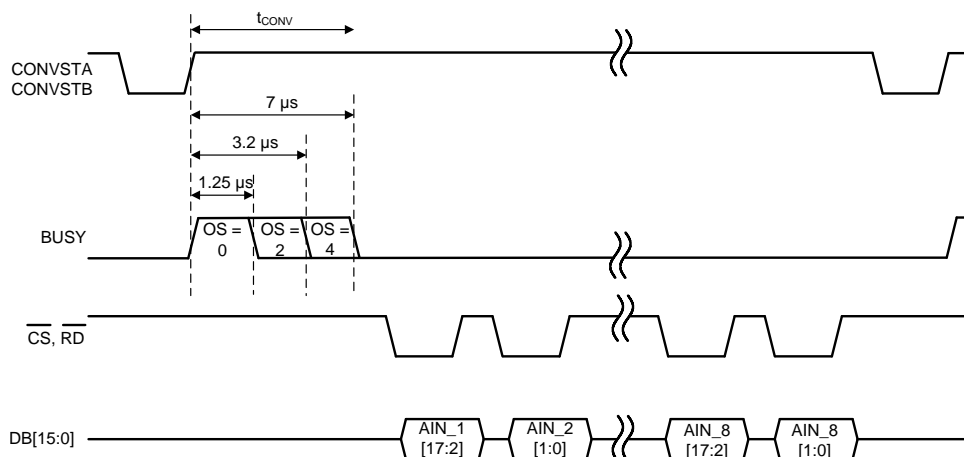 tCONV
CONVSTA
CONVSTB
7 µs
3.2 µs
1.25 µs
BUSY
OS =
0
OS =
2
OS =
4
CS, RD
DB[15:0]
AIN_1
[17:2]
AIN_2
[1:0]
AIN_8
[17:2]
AIN_8
[1:0]